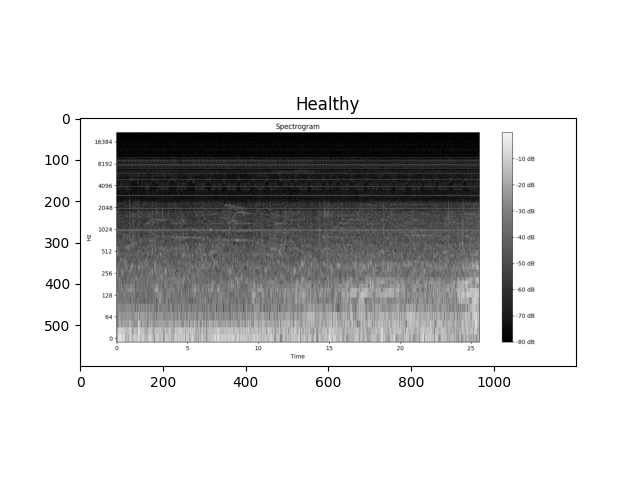 Healthy
Spectrogram
0
100
200
300
400
500
16384
8192
4096
2048
1024
512
256
128
64
0
Hz
0 5 10 15 20 25
Time
-10 dB
-20 dB
-30 dB
-40 dB
-50 dB
-60 dB
-70 dB
-80 dB
0 200 400 600 800 1000